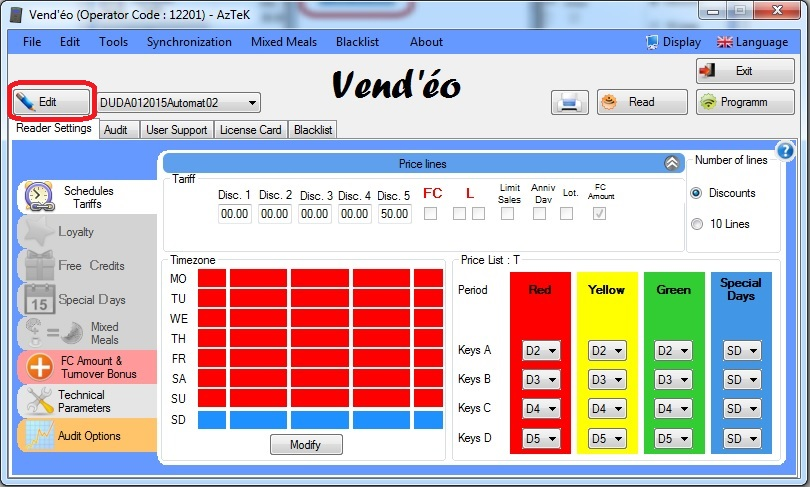 Vend'éo (Operator Code : 12201) - AzTeK
File Edit Tools Synchronization Mixed Meals Blacklist About Display Language
Vend'éo
Exit
Edit DUDA012015Automat02 Read Programm
Reader Settings Audit User Support License Card Blacklist
?
Schedules
Tariffs
Loyalty
Free Credits
Special Days
15
Mixed
Meals
FC Amount &
Turnover Bonus
Technical
Parameters
Audit Options
Price lines
Tariff
Disc. 1 Disc. 2 Disc. 3 Disc. 4 Disc. 5 FC L Limit Sales Anniv Day Lot. FC Amount
00.00 00.00 00.00 00.00 50.00
Number of lines
Discounts
10 Lines
Timezone
MO
TU
WE
TH
FR
SA
SU
SD
Modify
Price List : T
Period Red Yellow Green Special Days
Keys A D2 D2 D2 SD
Keys B D3 D3 D3 SD
Keys C D4 D4 D4 SD
Keys D D5 D5 D5 SD